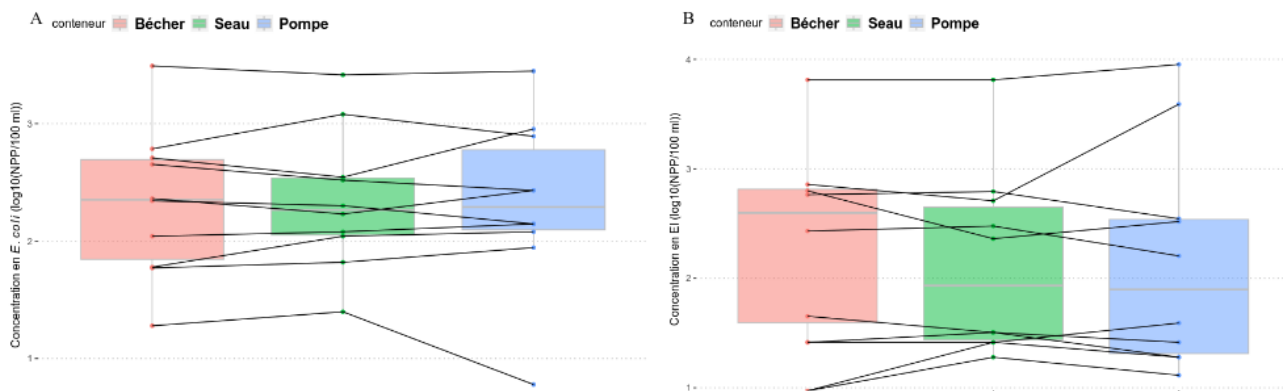 A conteneur Bécher Seau Pompe
Concentration en E. coli (log10(NPP/100 ml))
3
2
1
B conteneur Bécher Seau Pompe
Concentration en EI (log10(NPP/100 ml))
4
3
2
1